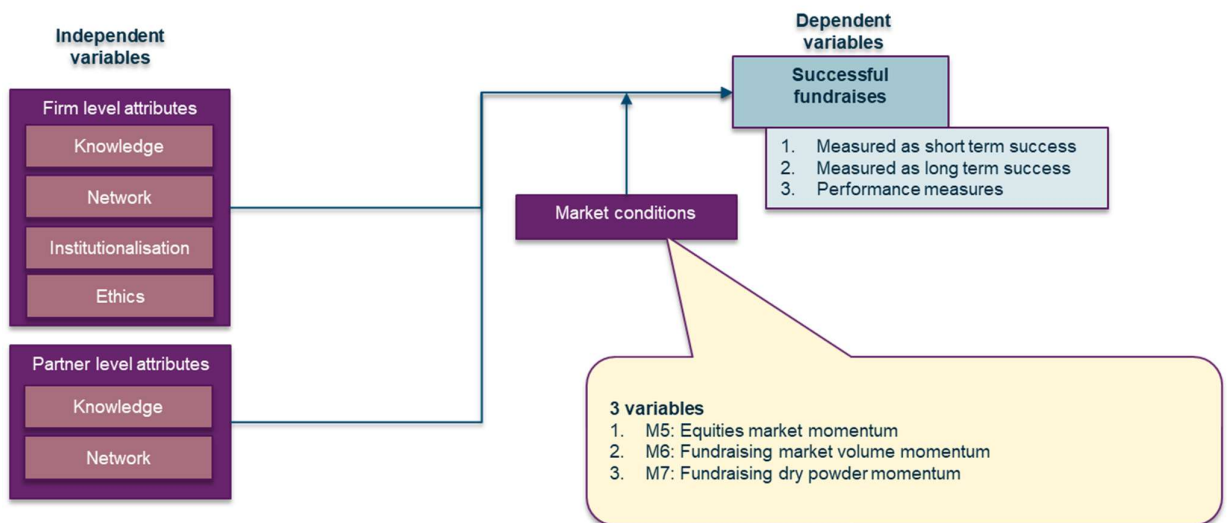 Independent
variables
Firm level attributes
Knowledge
Network
Institutionalisation
Ethics
Partner level attributes
Knowledge
Network
Market conditions
Dependent
variables
Successful
fundraises
1. Measured as short term success
2. Measured as long term success
3. Performance measures
3 variables
1. M5: Equities market momentum
2. M6: Fundraising market volume momentum
3. M7: Fundraising dry powder momentum